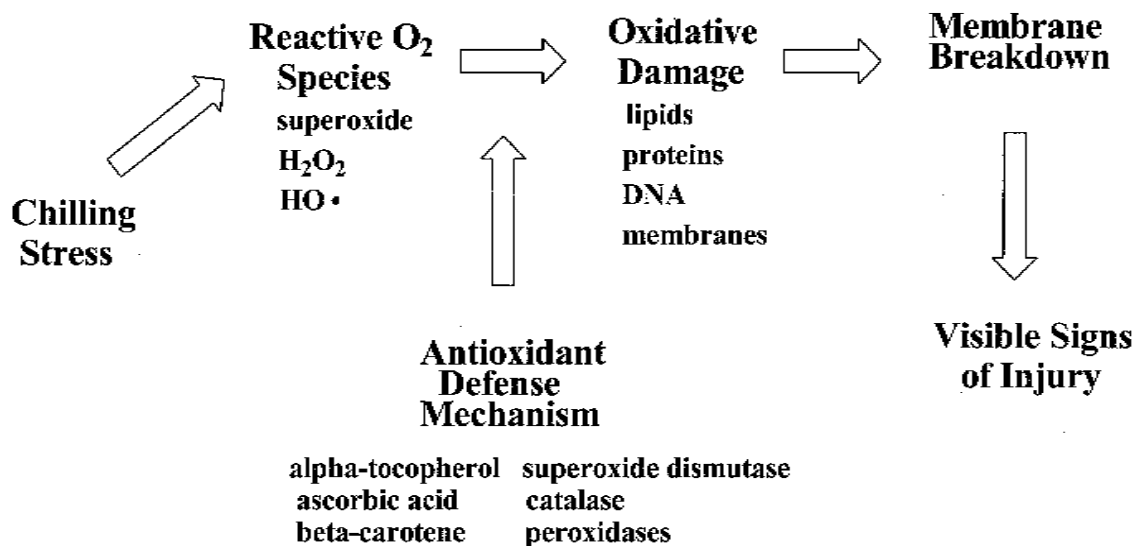 Reactive O₂
Species
superoxide
H₂O₂
HO•
Oxidative
Damage
lipids
proteins
DNA
membranes
Membrane
Breakdown
Chilling
Stress
Visible Signs
of Injury
Antioxidant
Defense
Mechanism
alpha-tocopherol superoxide dismutase
ascorbic acid catalase
beta-carotene peroxidases